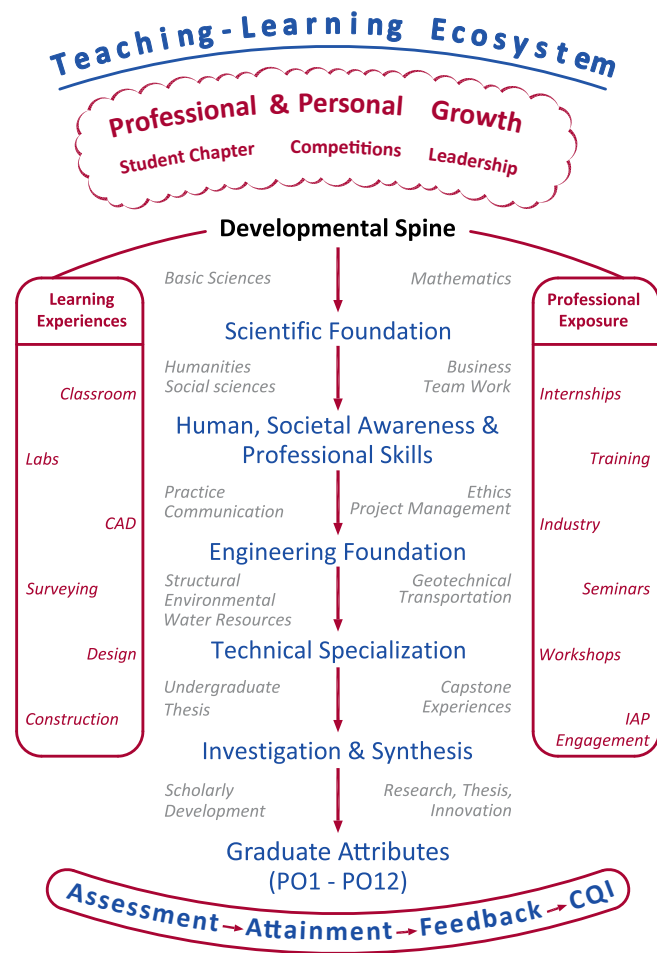 Teaching-Learning Ecosystem
Professional & Personal Growth
Student Chapter Competitions Leadership
Developmental Spine
Learning
Experiences
Classroom
Labs
CAD
Surveying
Design
Construction
Basic Sciences
Mathematics
Scientific Foundation
Humanities
Social sciences
Business
Team Work
Human, Societal Awareness &
Professional Skills
Practice
Communication
Ethics
Project Management
Engineering Foundation
Structural
Environmental
Water Resources
Geotechnical
Transportation
Technical Specialization
Undergraduate
Thesis
Capstone
Experiences
Investigation & Synthesis
Scholarly
Development
Research, Thesis,
Innovation
Graduate Attributes
(PO1 - PO12)
Professional
Exposure
Internships
Training
Industry
Seminars
Workshops
IAP
Engagement
Assessment→Attainment→Feedback→CQI